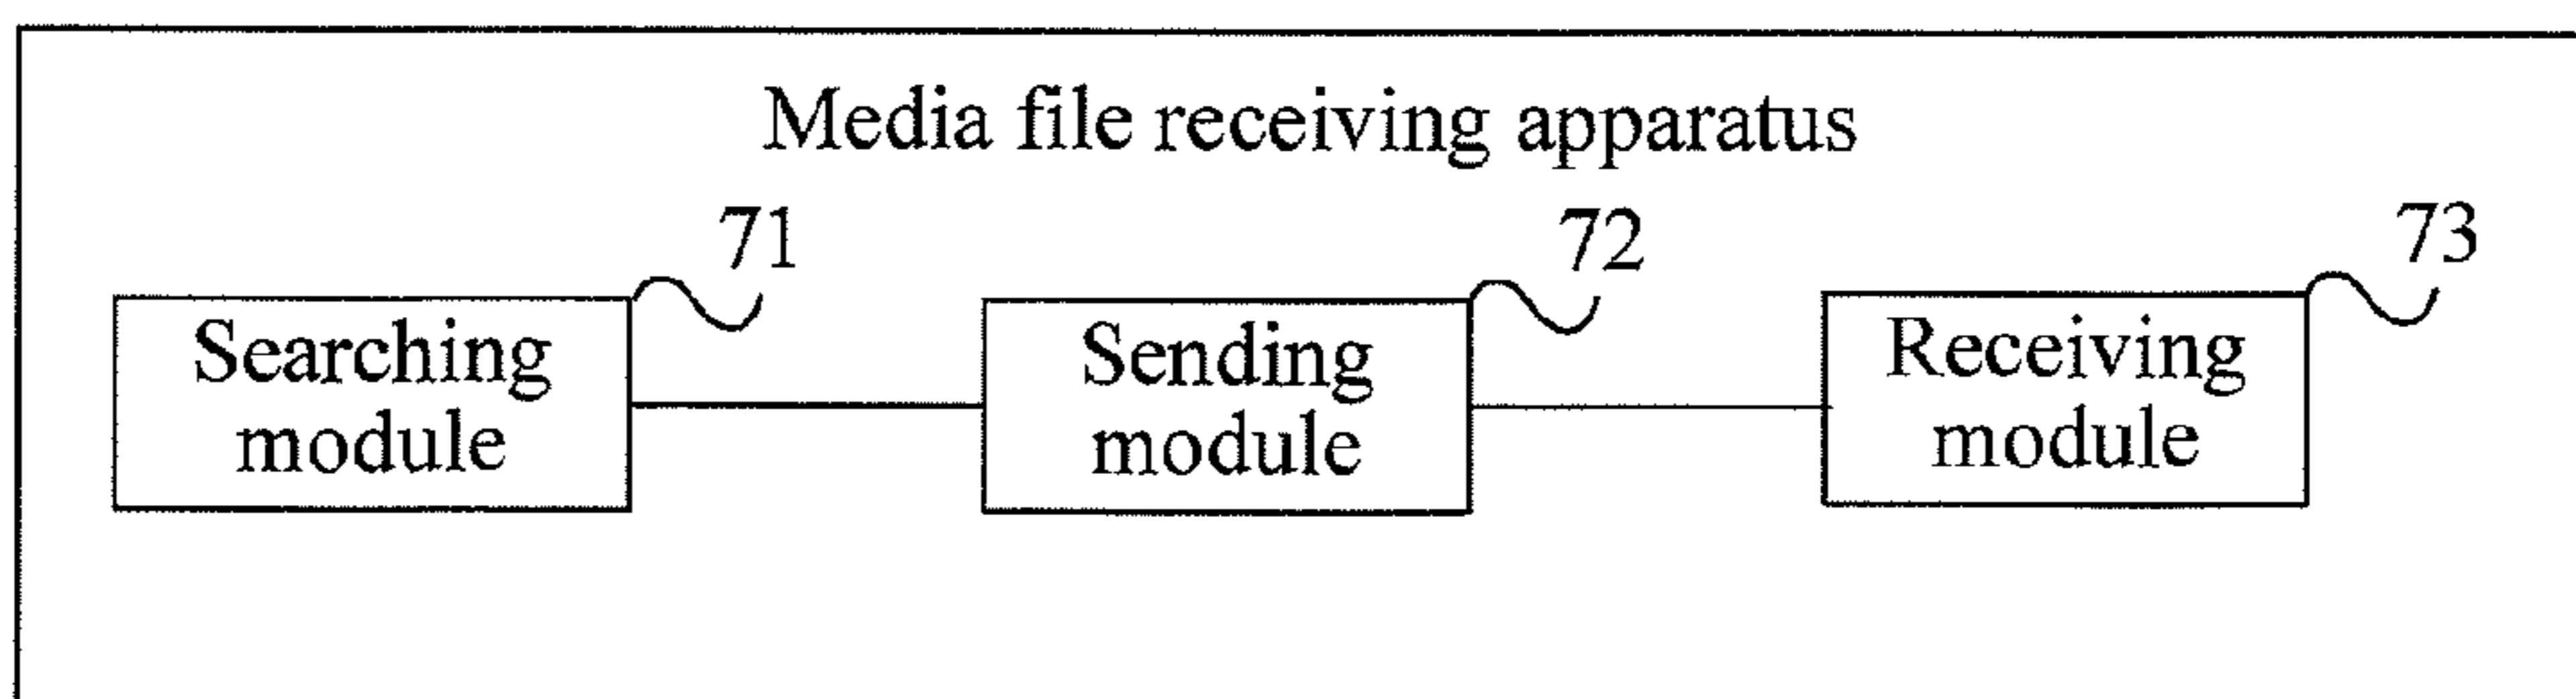 Media file receiving apparatus
71
72
73
Searching
module
Sending
module
Receiving
module